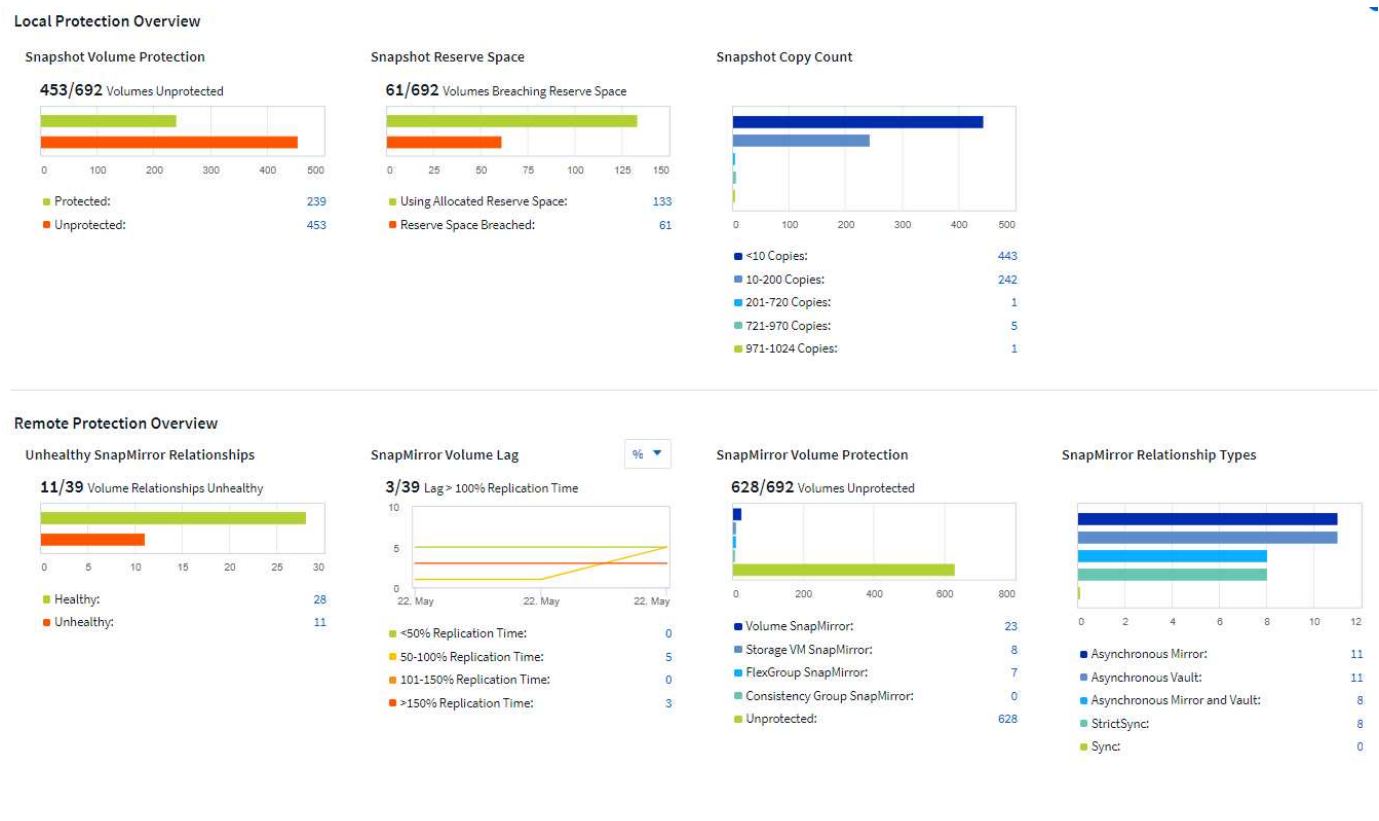 Local Protection Overview
Snapshot Volume Protection
453/692 Volumes Unprotected
0 100 200 300 400 500
Protected: 239
Unprotected: 453
Snapshot Reserve Space
61/692 Volumes Breaching Reserve Space
0 25 50 75 100 125 150
Using Allocated Reserve Space: 133
Reserve Space Breached: 61
Snapshot Copy Count
0 100 200 300 400 500
<10 Copies: 443
10-200 Copies: 242
201-720 Copies: 1
721-970 Copies: 5
971-1024 Copies: 1
Remote Protection Overview
Unhealthy SnapMirror Relationships
11/39 Volume Relationships Unhealthy
0 5 10 15 20 25 30
Healthy: 28
Unhealthy: 11
SnapMirror Volume Lag
%
3/39 Lag > 100% Replication Time
10
5
0
22. May 22. May 22. May
<50% Replication Time: 0
50-100% Replication Time: 5
101-150% Replication Time: 0
>150% Replication Time: 3
SnapMirror Volume Protection
628/692 Volumes Unprotected
0 200 400 600 800
Volume SnapMirror: 23
Storage VM SnapMirror: 8
FlexGroup SnapMirror: 7
Consistency Group SnapMirror: 0
Unprotected: 628
SnapMirror Relationship Types
0 2 4 6 8 10 12
Asynchronous Mirror: 11
Asynchronous Vault: 11
Asynchronous Mirror and Vault: 8
StrictSync: 8
Sync: 0